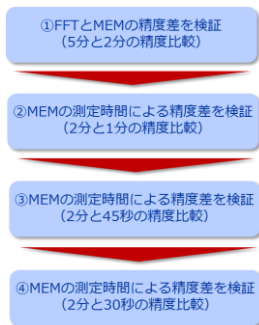 ①FFTとMEMの精度差を検証
(5分と2分の精度比較)
②MEMの測定時間による精度差を検証
(2分と1分の精度比較)
③MEMの測定時間による精度差を検証
(2分と45秒の精度比較)
④MEMの測定時間による精度差を検証
(2分と30秒の精度比較)